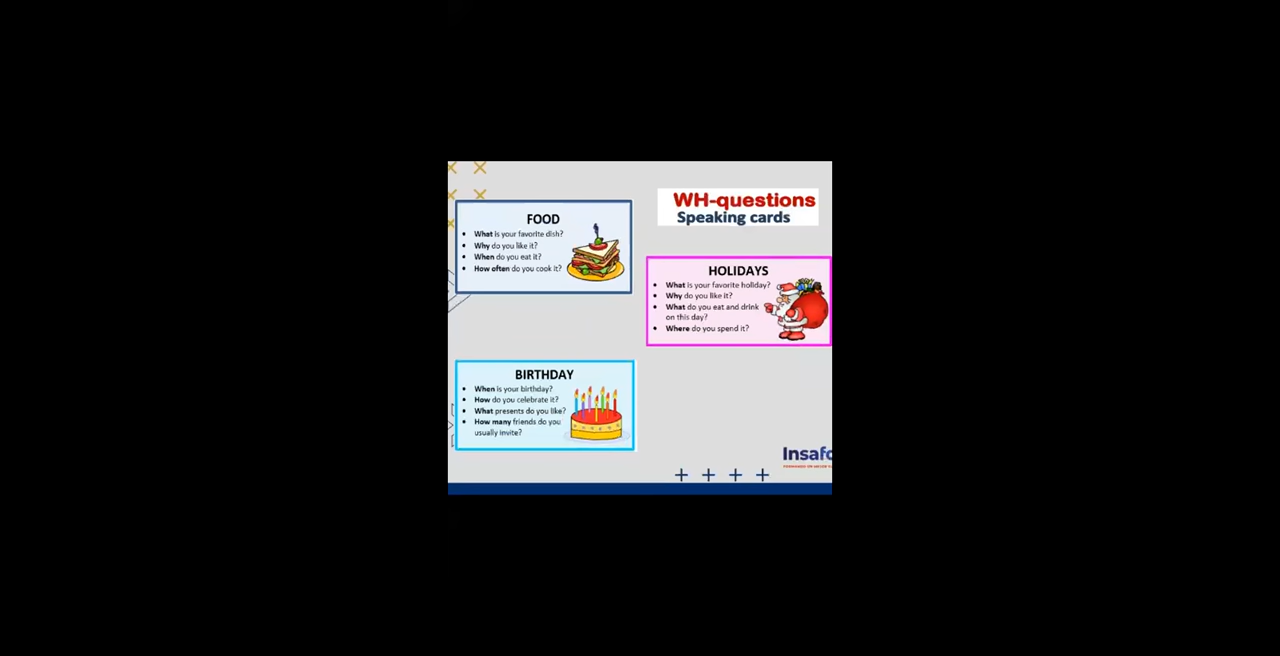 WH-questions
Speaking cards
FOOD
• What is your favorite dish?
• Why do you like it?
• When do you eat it?
• How often do you cook it?
HOLIDAYS
• What is your favorite holiday?
• Why do you like it?
• What do you eat and drink
on this day?
• Where do you spend it?
BIRTHDAY
• When is your birthday?
• How do you celebrate it?
• What presents do you like?
• How many friends do you
usually invite?
Insafo